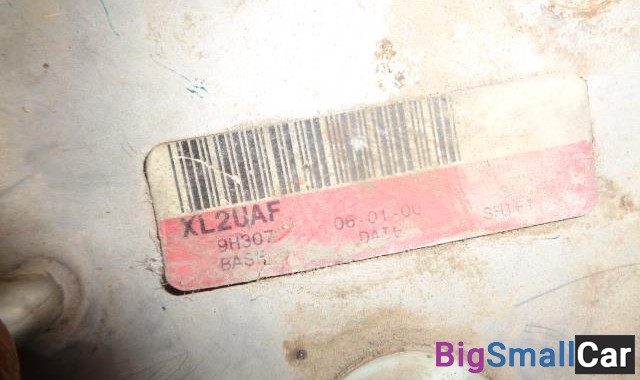 XL2UAF
9H307
BASE
06-01-00
DATE
SHIFT
BigSmallCar